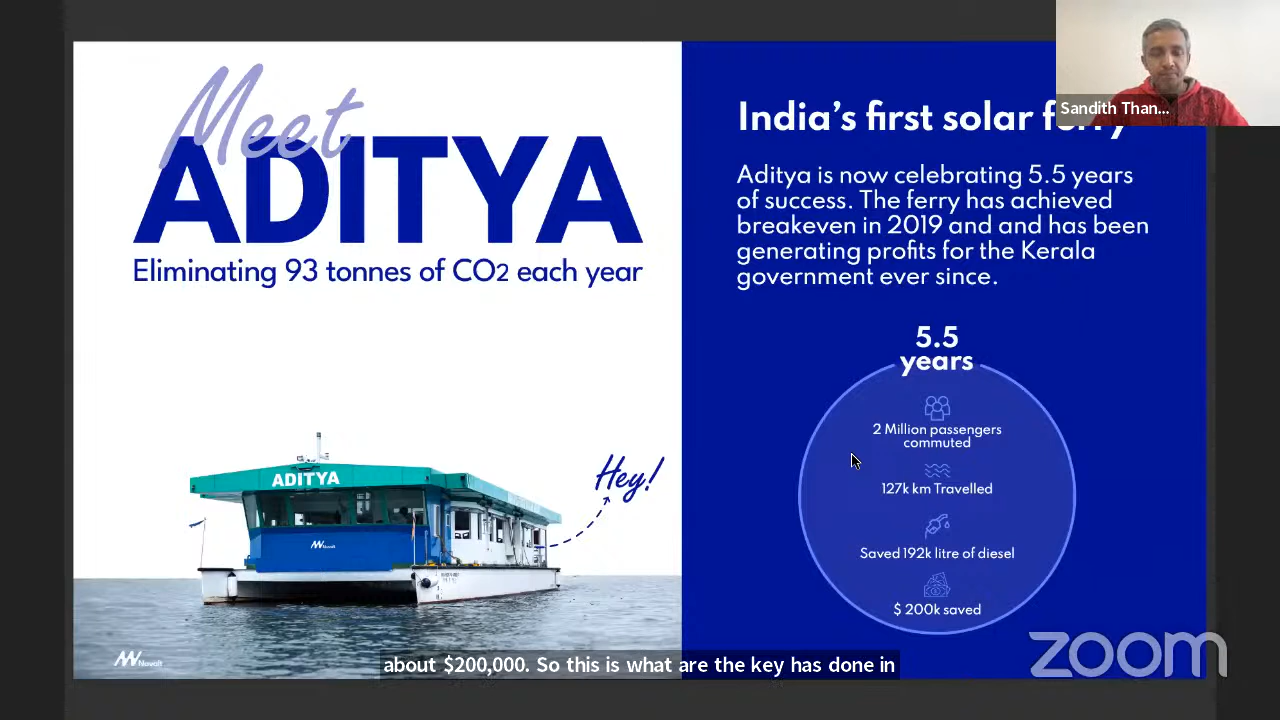 Meet
ADITYA
Eliminating 93 tonnes of CO2 each year
ADITYA
Navalt
Hey!
Navalt
India's first solar ferry
Aditya is now celebrating 5.5 years
of success. The ferry has achieved
breakeven in 2019 and and has been
generating profits for the Kerala
government ever since.
5.5
years
2 Million passengers
commuted
127k km Travelled
Saved 192k litre of diesel
$ 200k saved
Sandith Than...
about $200,000. So this is what are the key has done in
zoom